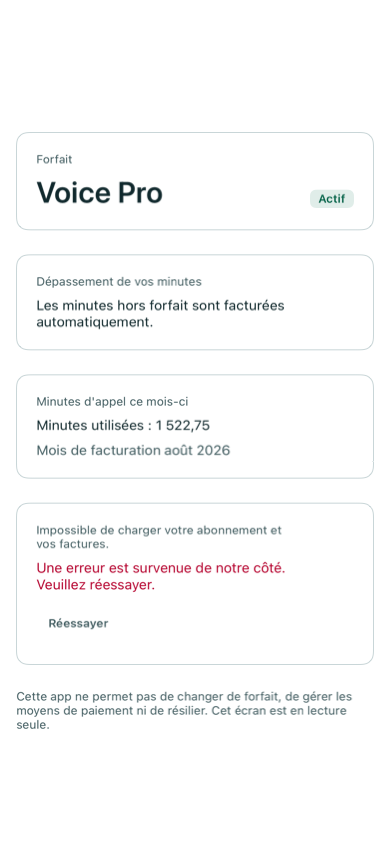 Forfait
Voice Pro
Actif
Dépassement de vos minutes
Les minutes hors forfait sont facturées
automatiquement.
Minutes d'appel ce mois-ci
Minutes utilisées : 1 522,75
Mois de facturation août 2026
Impossible de charger votre abonnement et
vos factures.
Une erreur est survenue de notre côté.
Veuillez réessayer.
Réessayer
Cette app ne permet pas de changer de forfait, de gérer les
moyens de paiement ni de résilier. Cet écran est en lecture
seule.